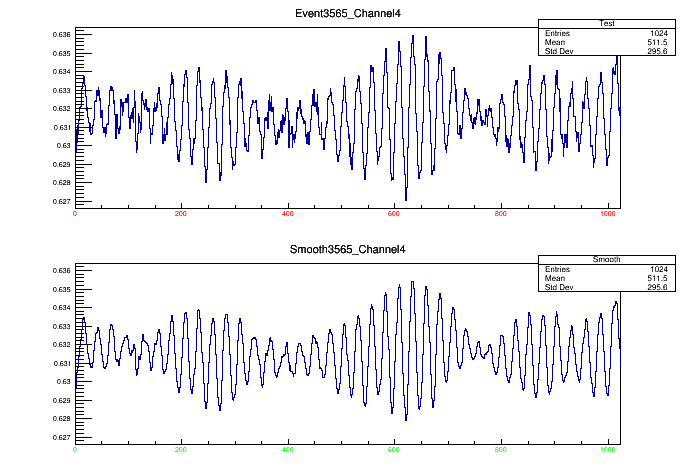 Event3565_Channel4
Test
Entries 1024
Mean 511.5
Std Dev 295.6
0.636
0.635
0.634
0.633
0.632
0.631
0.63
0.629
0.628
0.627
0 200 400 600 800 1000
Smooth3565_Channel4
Smooth
Entries 1024
Mean 511.5
Std Dev 295.6
0.636
0.635
0.634
0.633
0.632
0.631
0.63
0.629
0.628
0.627
0 200 400 600 800 1000